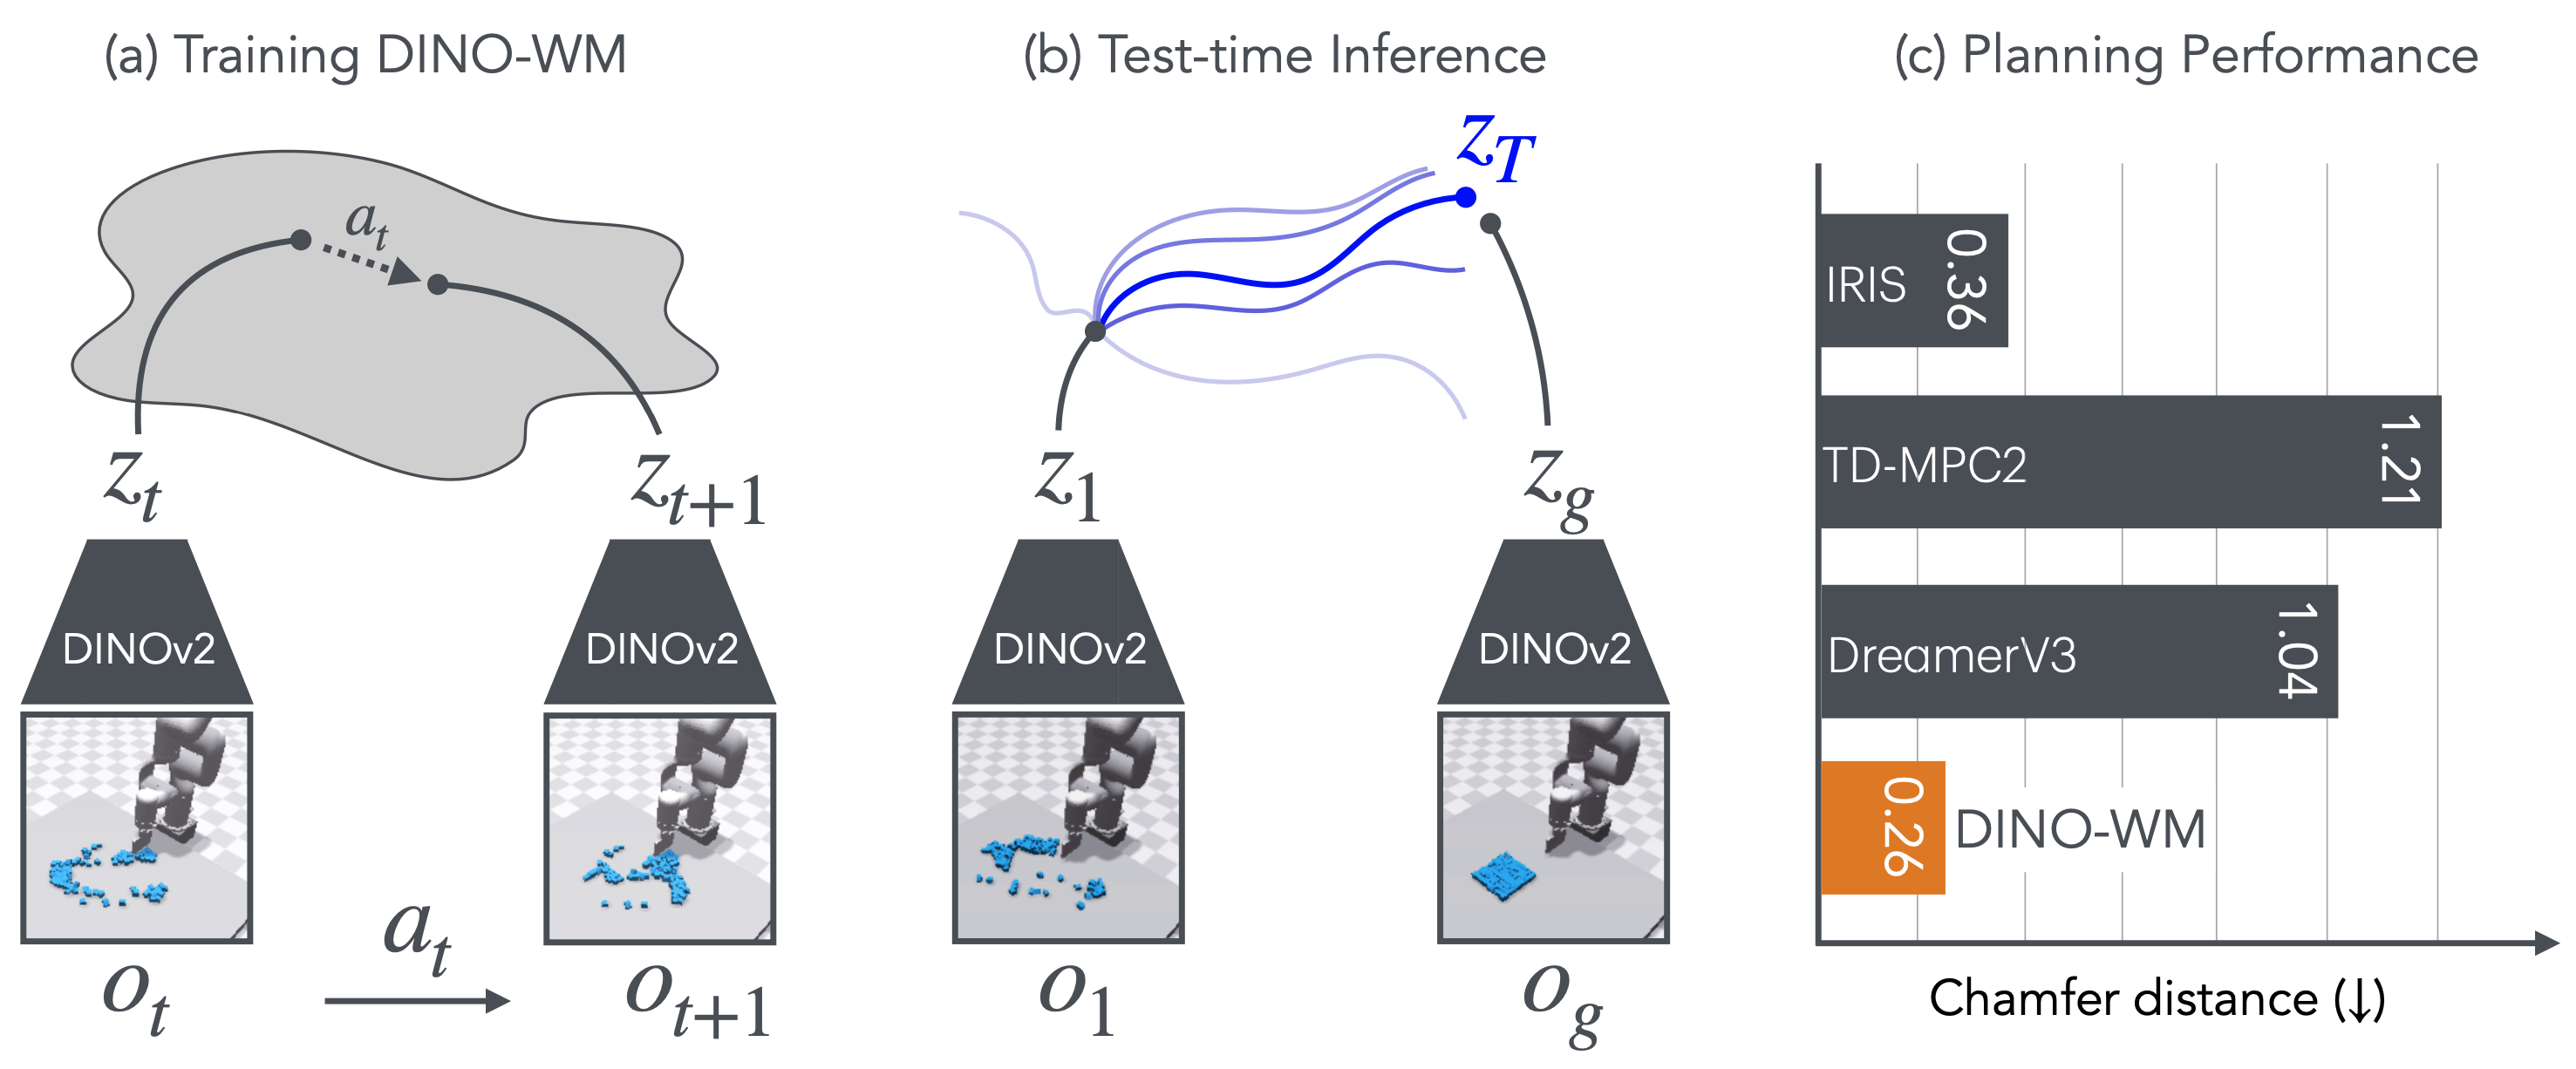 (a) Training DINO-WM
a_t
z_t
z_{t+1}
DINOv2
DINOv2
a_t
o_t
o_{t+1}
(b) Test-time Inference
z_T
z_1
z_g
DINOv2
DINOv2
o_1
o_g
(c) Planning Performance
IRIS 0.36
TD-MPC2 1.21
DreamerV3 1.04
0.26 DINO-WM
Chamfer distance (↓)